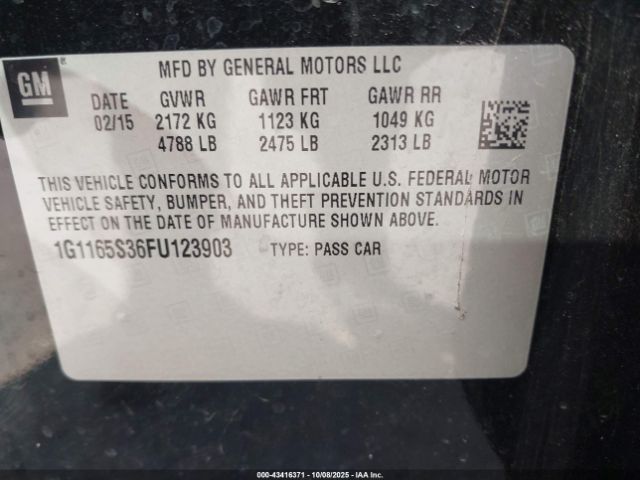 GM
MFD BY GENERAL MOTORS LLC
DATE GVWR GAWR FRT GAWR RR
02/15 2172 KG 1123 KG 1049 KG
4788 LB 2475 LB 2313 LB
THIS VEHICLE CONFORMS TO ALL APPLICABLE U.S. FEDERAL MOTOR
VEHICLE SAFETY, BUMPER, AND THEFT PREVENTION STANDARDS IN
EFFECT ON THE DATE OF MANUFACTURE SHOWN ABOVE.
1G1165S36FU123903 TYPE: PASS CAR
000-43416371 - 10/08/2025 - IAA Inc.